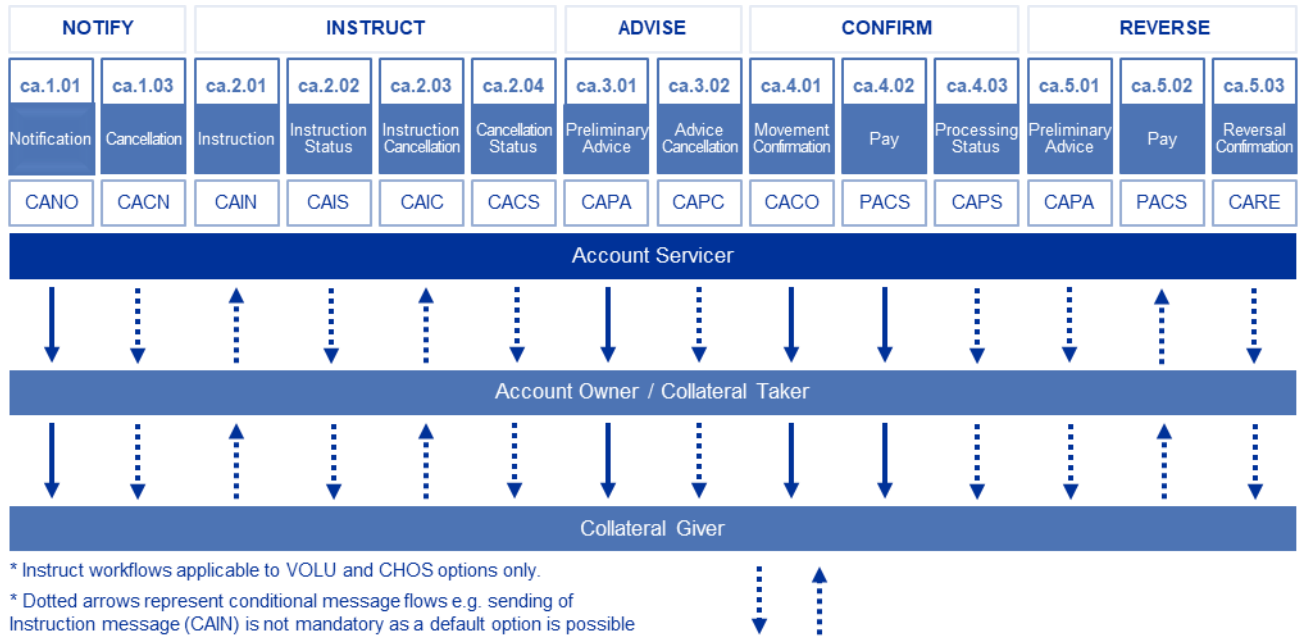 NOTIFY INSTRUCT ADVISE CONFIRM REVERSE
ca.1.01 ca.1.03 ca.2.01 ca.2.02 ca.2.03 ca.2.04 ca.3.01 ca.3.02 ca.4.01 ca.4.02 ca.4.03 ca.5.01 ca.5.02 ca.5.03
Notification Cancellation Instruction Instruction Status Instruction Cancellation Cancellation Status Preliminary Advice Advice Cancellation Movement Confirmation Pay Processing Status Preliminary Advice Pay Reversal Confirmation
CANO CACN CAIN CAIS CAIC CACS CAPA CAPC CACO PACS CAPS CAPA PACS CARE
Account Servicer
Account Owner / Collateral Taker
Collateral Giver
* Instruct workflows applicable to VOLU and CHOS options only.
* Dotted arrows represent conditional message flows e.g. sending of
Instruction message (CAIN) is not mandatory as a default option is possible